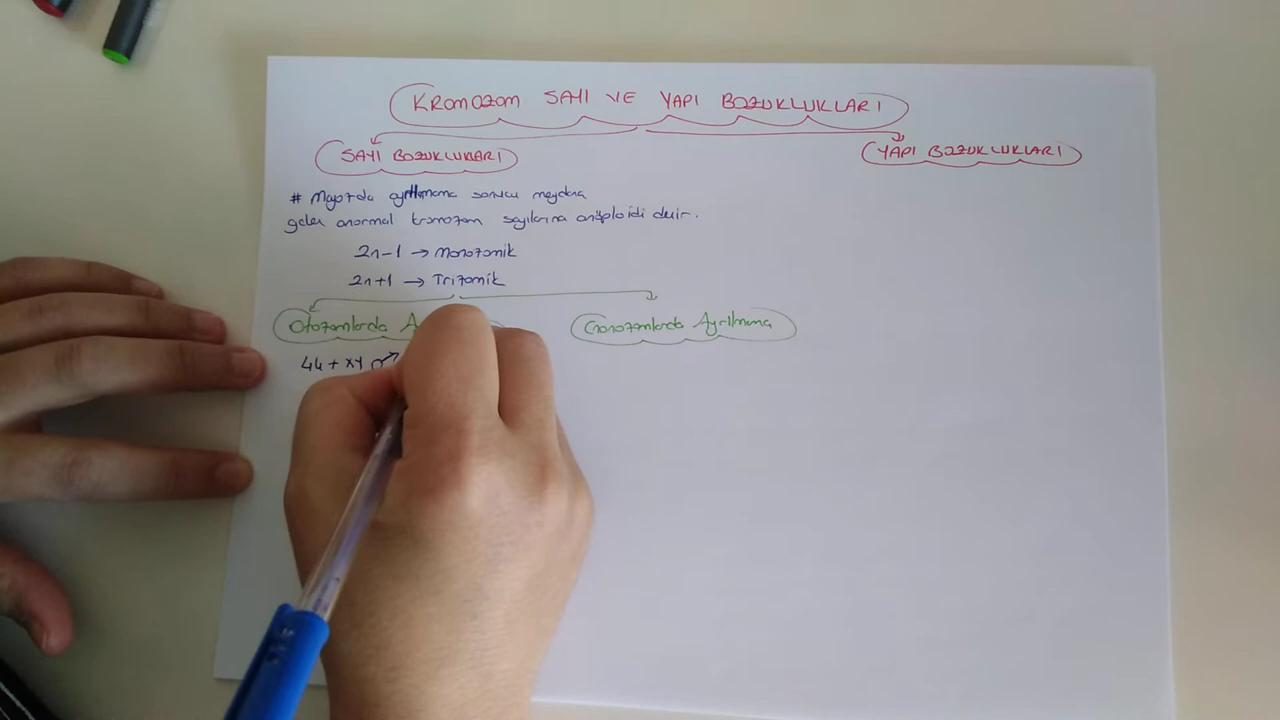 KROMOZOM SAYI VE YAPI BOZUKLUKLARI
SAYI BOZUKLUKLARI
YAPI BOZUKLUKLARI
# Mayozda ayrılmama sonucu meydana
gelen anormal kromozom sayılarına anöploidi denir.
2n-1 → Monozomik
2n+1 → Trizomik
Otozomlarda A
Gonozomlarda Ayrılmama
44 + XY ♂